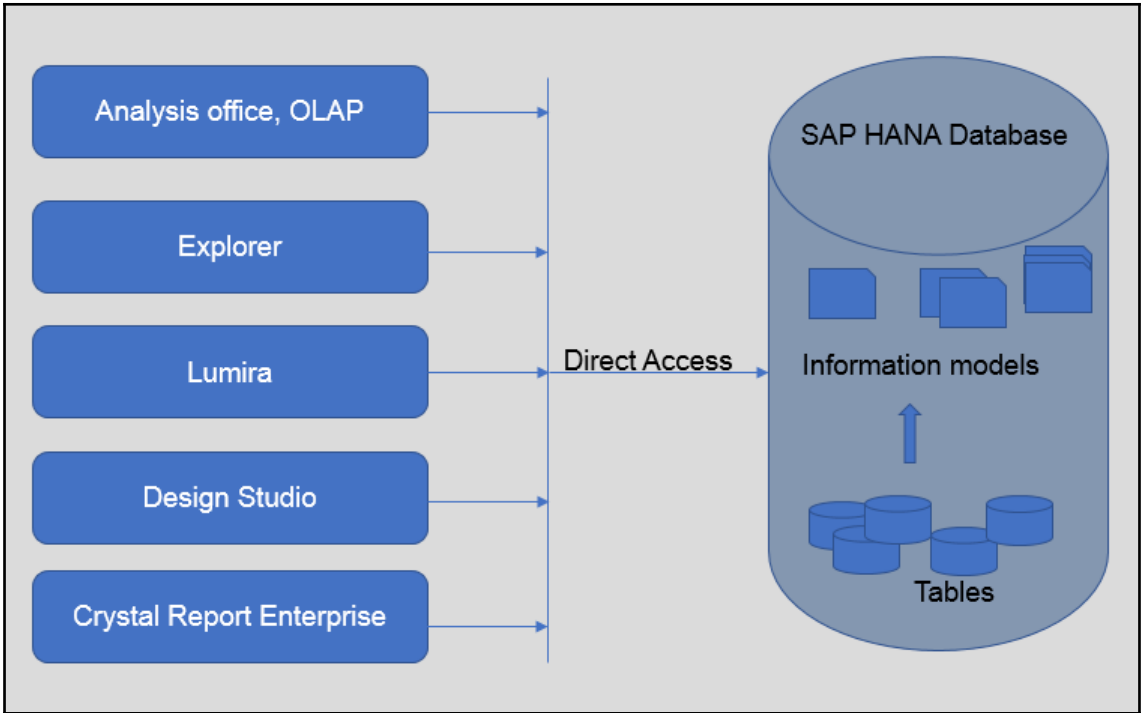 Analysis office, OLAP
Explorer
Lumira
Design Studio
Crystal Report Enterprise
Direct Access
SAP HANA Database
Information models
Tables